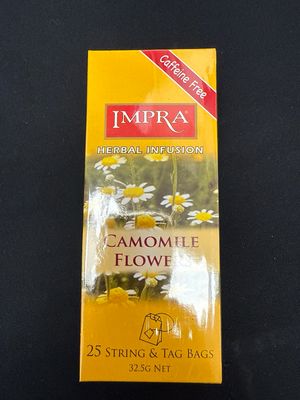 Caffeine Free
IMPRA
HERBAL INFUSION
CAMOMILE
FLOWE
25 STRING & TAG BAGS
32.5G NET